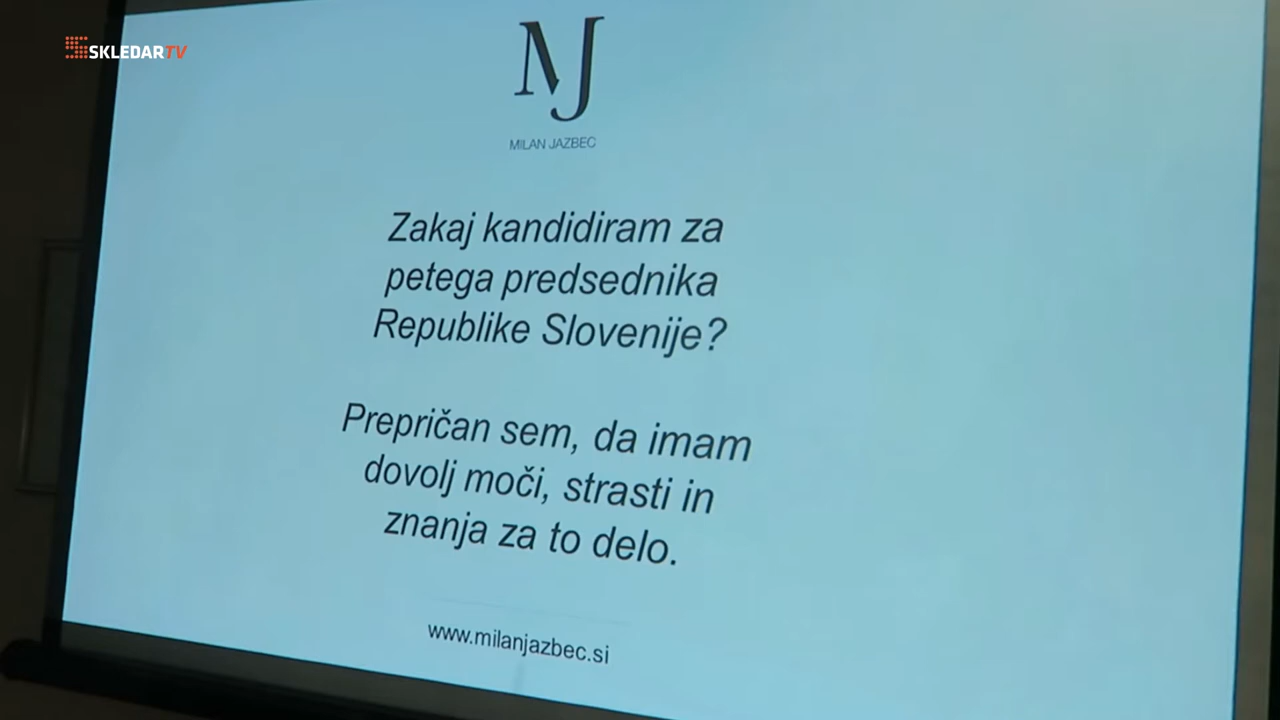 SKLEDARTV
MJ
MILAN JAZBEC
Zakaj kandidiram za
petega predsednika
Republike Slovenije?
Prepričan sem, da imam
dovolj moči, strasti in
znanja za to delo.
www.milanjazbec.si